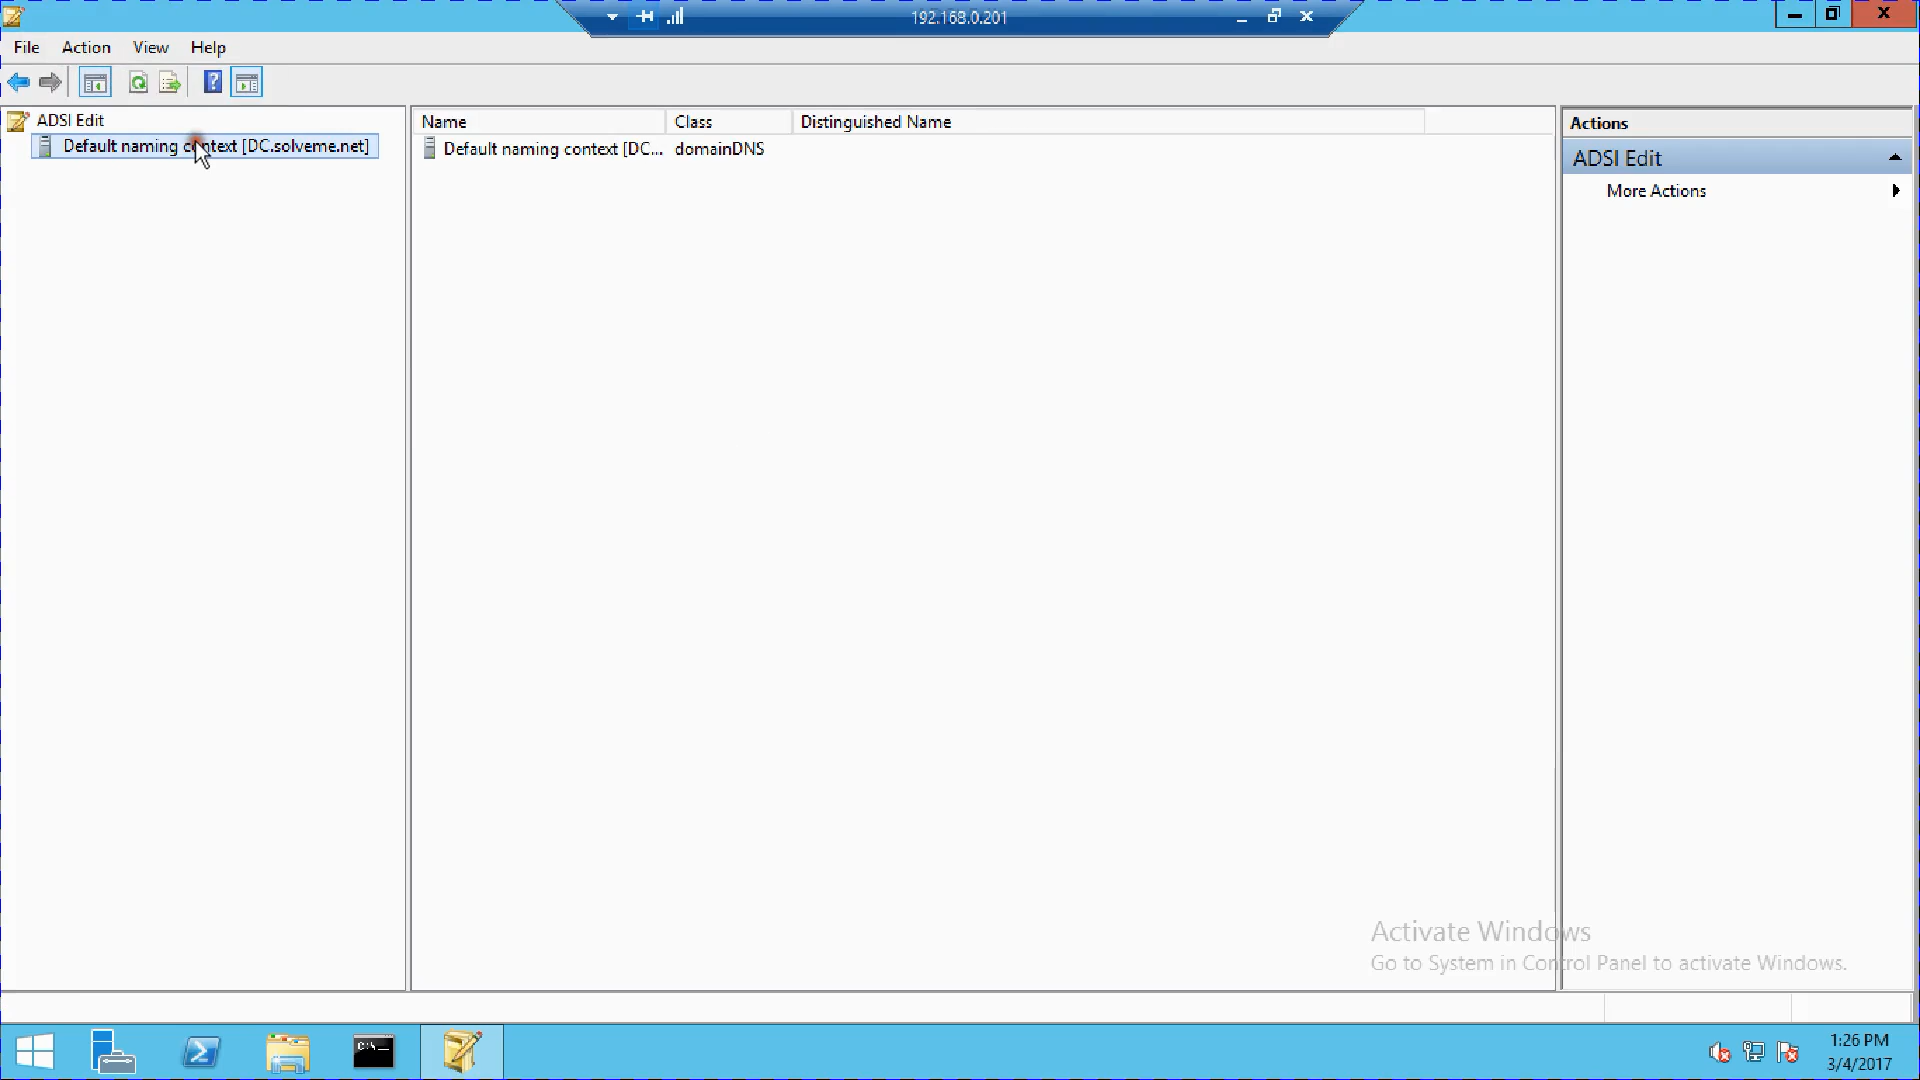 192.168.0.201
File Action View Help
ADSI Edit
Default naming context [DC.solveme.net]
Name Class Distinguished Name
Default naming context [DC... domainDNS
Actions
ADSI Edit
More Actions
Activate Windows
Go to System in Control Panel to activate Windows.
C:\_
1:26 PM
3/4/2017